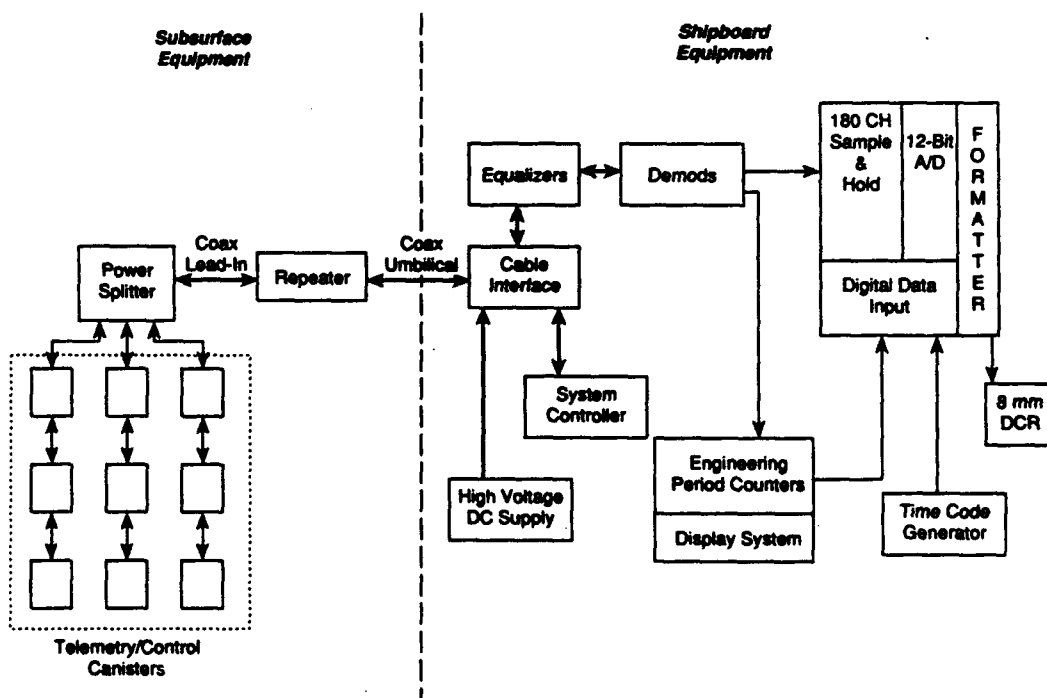 Subsurface
Equipment
Shipboard
Equipment
180 CH
Sample
&
Hold
12-Bit
A/D
FORMATTER
Digital Data
Input
Equalizers
Demods
Coax
Lead-In
Coax
Umbilical
Power
Splitter
Repeater
Cable
Interface
System
Controller
8 mm
DCR
High Voltage
DC Supply
Engineering
Period Counters
Display System
Time Code
Generator
Telemetry/Control
Canisters